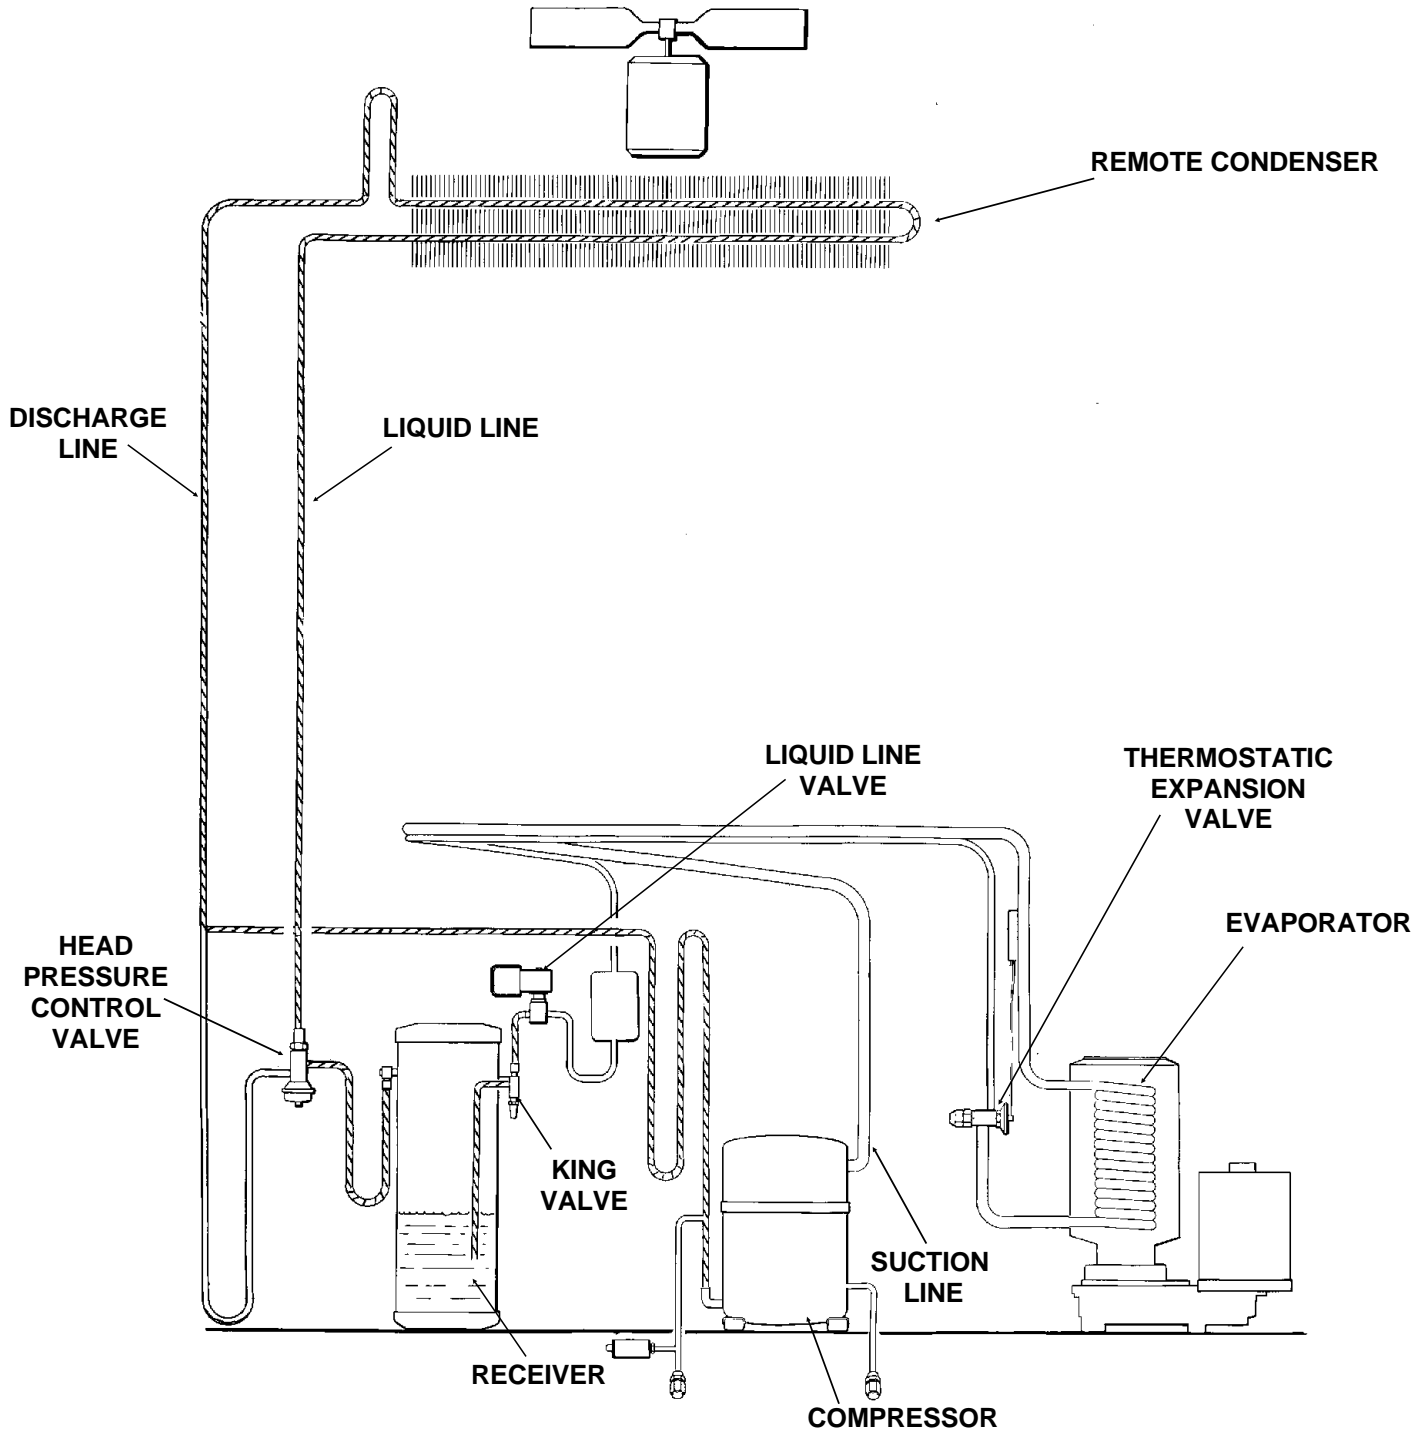 REMOTE CONDENSER
DISCHARGE
LINE
LIQUID LINE
LIQUID LINE
VALVE
THERMOSTATIC
EXPANSION
VALVE
EVAPORATOR
HEAD
PRESSURE
CONTROL
VALVE
KING
VALVE
SUCTION
LINE
RECEIVER
COMPRESSOR